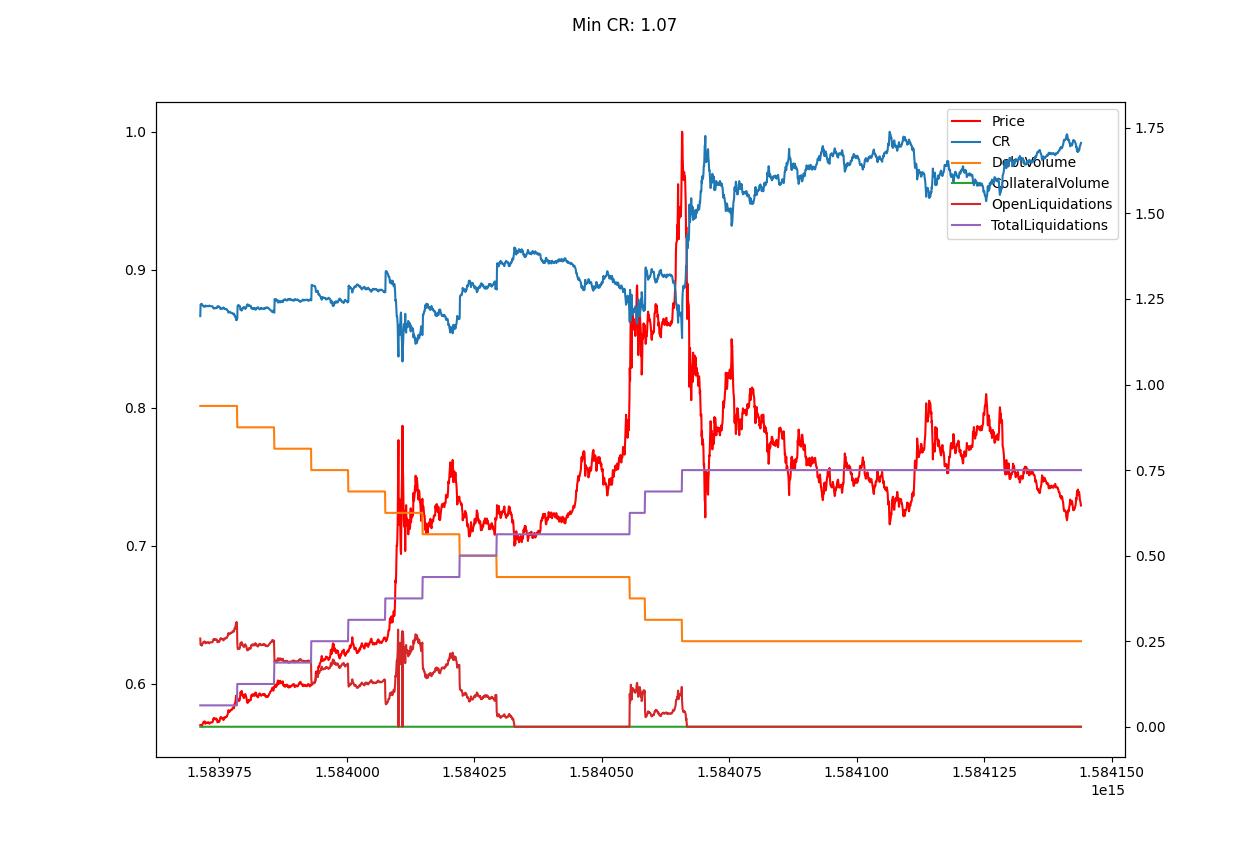 Min CR: 1.07
1.0
0.9
0.8
0.7
0.6
1.75
1.50
1.25
1.00
0.75
0.50
0.25
0.00
Price
CR
DebtVolume
CollateralVolume
OpenLiquidations
TotalLiquidations
1.583975 1.584000 1.584025 1.584050 1.584075 1.584100 1.584125 1.584150
1e15